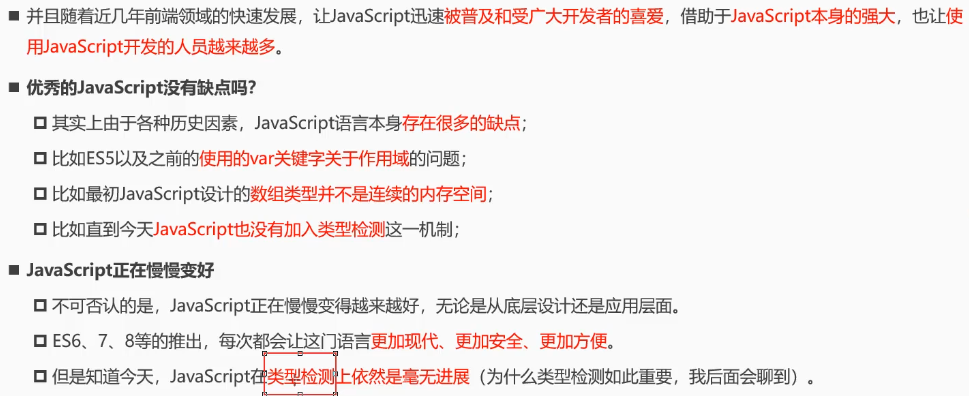 ■ 并且随着近几年前端领域的快速发展，让JavaScript迅速被普及和受广大开发者的喜爱，借助于JavaScript本身的强大，也让使
用JavaScript开发的人员越来越多。
■ 优秀的JavaScript没有缺点吗？
□ 其实上由于各种历史因素，JavaScript语言本身存在很多的缺点；
□ 比如ES5以及之前的使用的var关键字关于作用域的问题；
□ 比如最初JavaScript设计的数组类型并不是连续的内存空间；
□ 比如直到今天JavaScript也没有加入类型检测这一机制；
■ JavaScript正在慢慢变好
□ 不可否认的是，JavaScript正在慢慢变得越来越好，无论是从底层设计还是应用层面。
□ ES6、7、8等的推出，每次都会让这门语言更加现代、更加安全、更加方便。
□ 但是知道今天，JavaScript在类型检测上依然是毫无进展（为什么类型检测如此重要，我后面会聊到）。